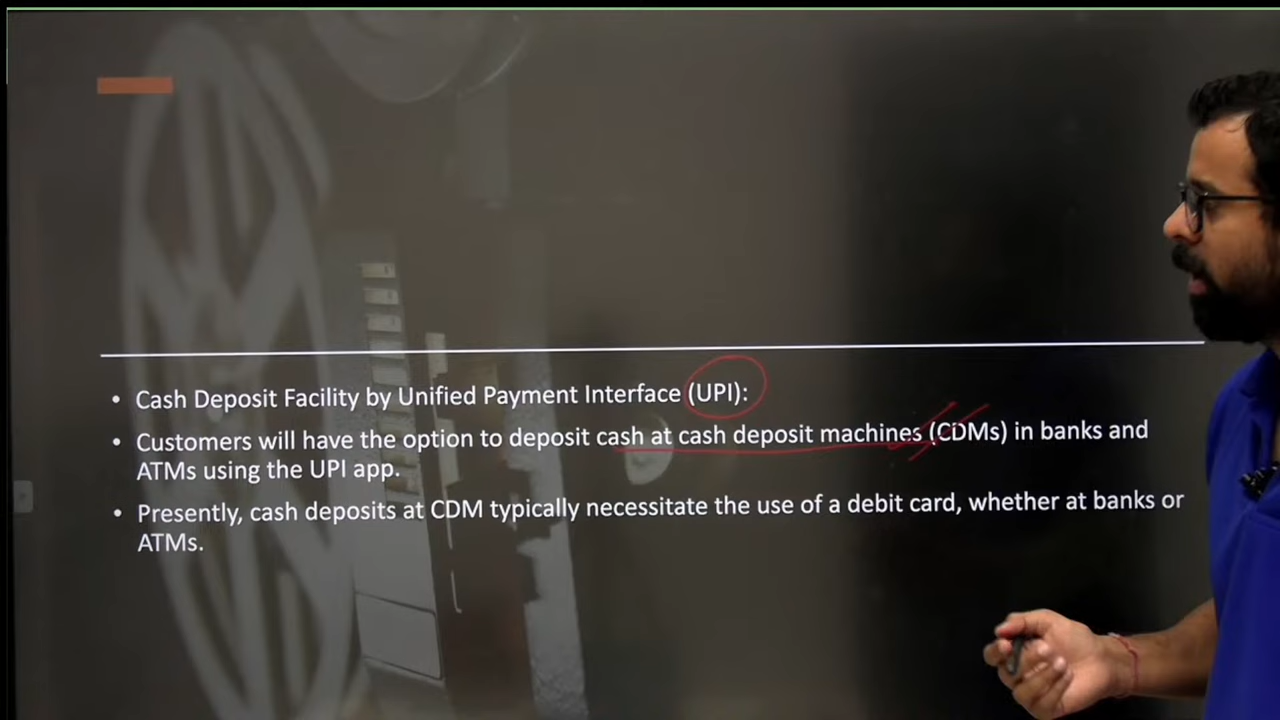 • Cash Deposit Facility by Unified Payment Interface (UPI):
• Customers will have the option to deposit cash at cash deposit machines (CDMs) in banks and
ATMs using the UPI app.
• Presently, cash deposits at CDM typically necessitate the use of a debit card, whether at banks or
ATMs.